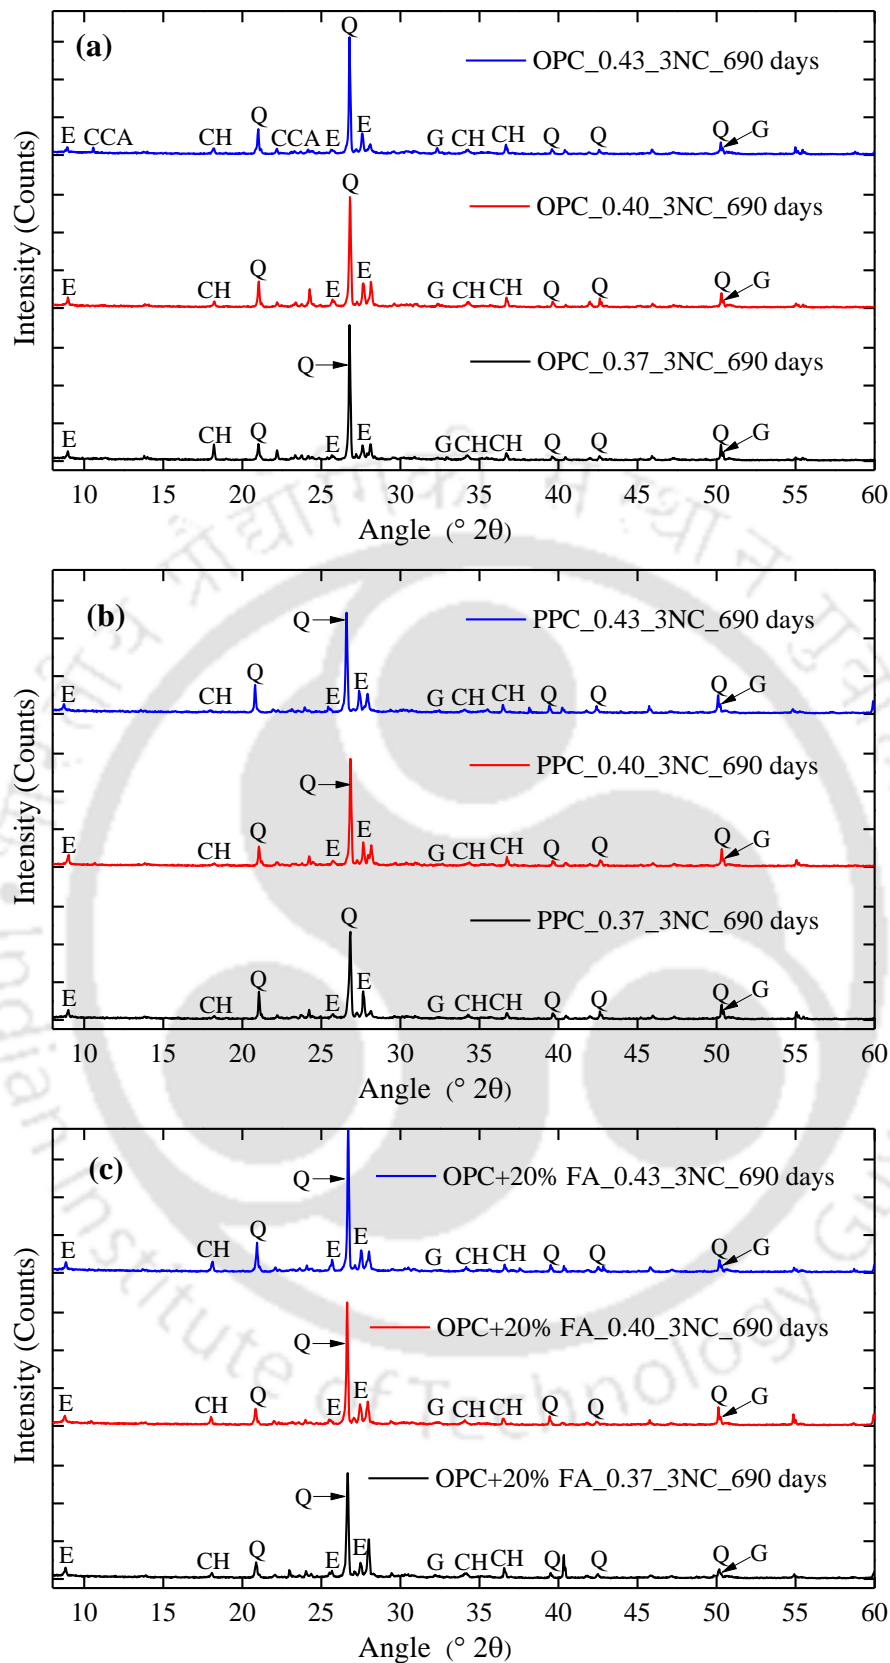 (a)
Q
OPC_0.43_3NC_690 days
E CCA CH Q CCA E E G CH CH Q Q Q G
Q
OPC_0.40_3NC_690 days
E CH Q E E G CH CH Q Q Q G
Q
OPC_0.37_3NC_690 days
E CH Q E E G CH CH Q Q Q G
Intensity (Counts)
10 15 20 25 30 35 40 45 50 55 60
Angle (° 2θ)
(b)
Q
PPC_0.43_3NC_690 days
E CH Q E E G CH CH Q Q Q G
Q
PPC_0.40_3NC_690 days
E CH Q E E G CH CH Q Q Q G
Q
PPC_0.37_3NC_690 days
E CH Q E E G CH CH Q Q Q G
Intensity (Counts)
10 15 20 25 30 35 40 45 50 55 60
Angle (° 2θ)
(c)
Q
OPC+20% FA_0.43_3NC_690 days
E CH Q E E G CH CH Q Q Q G
Q
OPC+20% FA_0.40_3NC_690 days
E CH Q E E G CH CH Q Q Q G
Q
OPC+20% FA_0.37_3NC_690 days
E CH Q E E G CH CH Q Q Q G
Intensity (Counts)
10 15 20 25 30 35 40 45 50 55 60
Angle (° 2θ)
Indian Institute of Technology